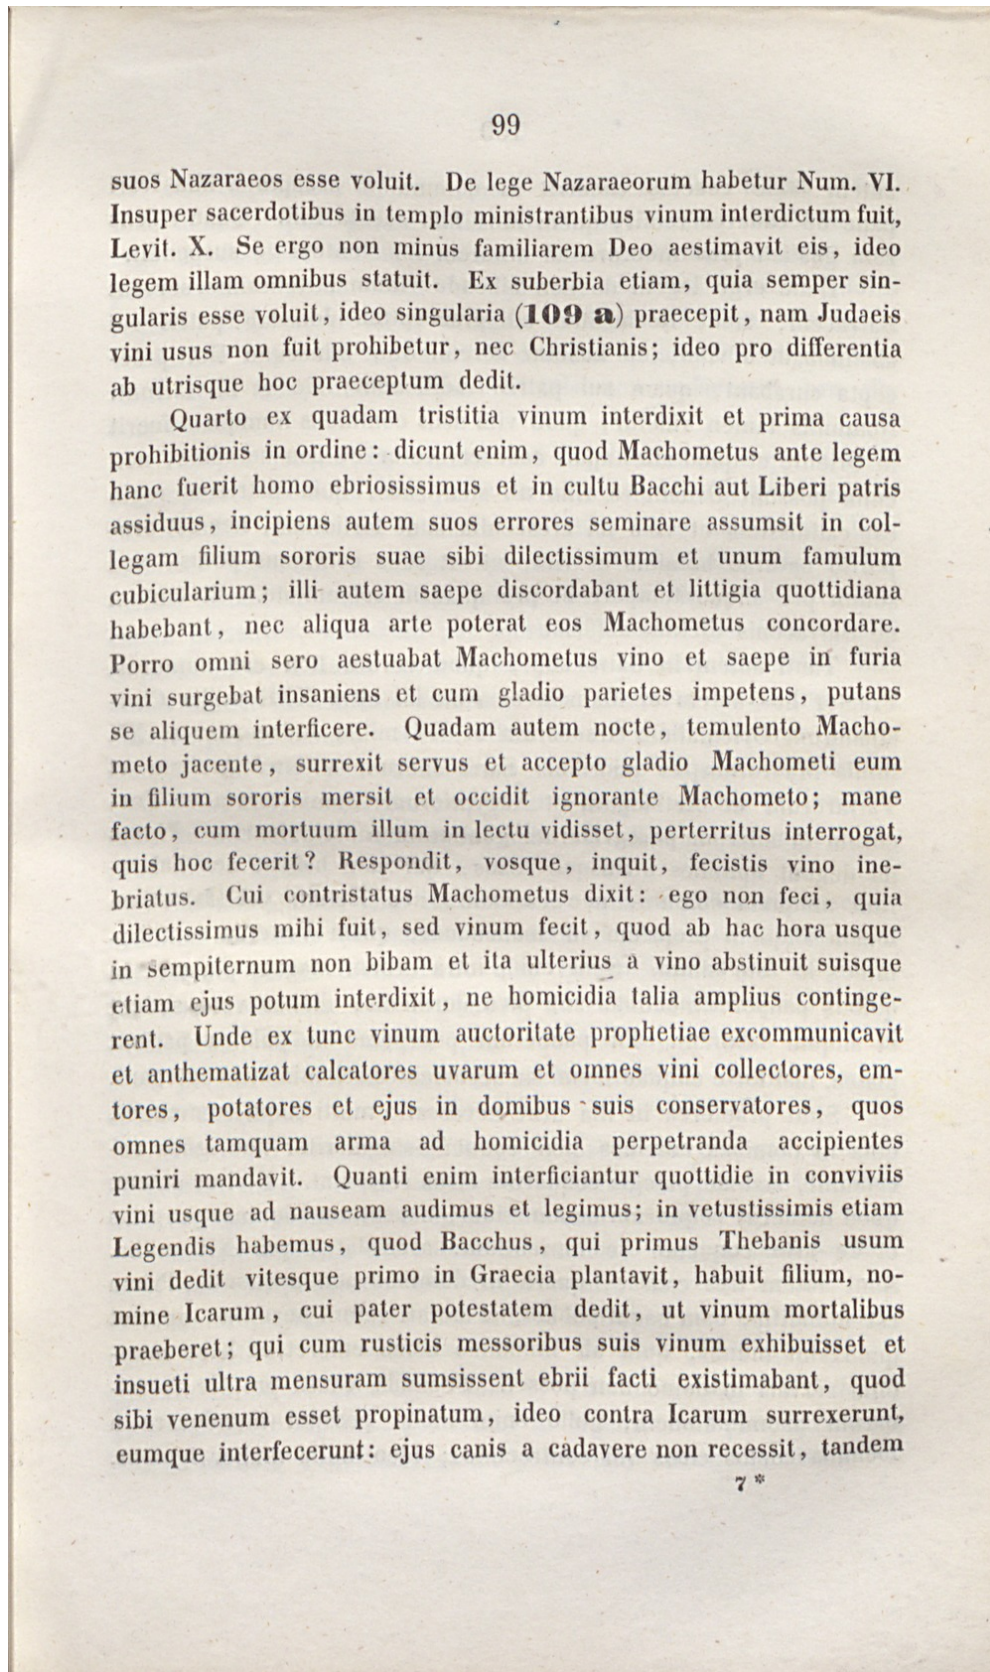 99
suos Nazaraeos esse voluit. De lege Nazaraeorum habetur Num. VI.
Insuper sacerdotibus in templo ministrantibus vinum interdictum fuit,
Levit. X. Se ergo non minus familiarem Deo aestimavit eis, ideo
legem illam omnibus statuit. Ex suberbia etiam, quia semper sin-
gularis esse voluit, ideo singularia (109 a) praecepit, nam Judaeis
vini usus non fuit prohibetur, nec Christianis; ideo pro differentia
ab utrisque hoc praeceptum dedit.
Quarto ex quadam tristitia vinum interdixit et prima causa
prohibitionis in ordine: dicunt enim, quod Machometus ante legem
hanc fuerit homo ebriosissimus et in cultu Bacchi aut Liberi patris
assiduus, incipiens autem suos errores seminare assumsit in col-
legam filium sororis suae sibi dilectissimum et unum famulum
cubicularium; illi autem saepe discordabant et littigia quottidiana
habebant, nec aliqua arte poterat eos Machometus concordare.
Porro omni sero aestuabat Machometus vino et saepe in furia
vini surgebat insaniens et cum gladio parietes impetens, putans
se aliquem interficere. Quadam autem nocte, temulento Macho-
meto jacente, surrexit servus et accepto gladio Machometi eum
in filium sororis mersit et occidit ignorante Machometo; mane
facto, cum mortuum illum in lectu vidisset, perterritus interrogat,
quis hoc fecerit? Respondit, vosque, inquit, fecistis vino ine-
briatus. Cui contristatus Machometus dixit: ego non feci, quia
dilectissimus mihi fuit, sed vinum fecit, quod ab hac hora usque
in sempiternum non bibam et ita ulterius a vino abstinuit suisque
etiam ejus potum interdixit, ne homicidia talia amplius continge-
rent. Unde ex tunc vinum auctoritate prophetiae excommunicavit
et anthematizat calcatores uvarum et omnes vini collectores, em-
tores, potatores et ejus in domibus suis conservatores, quos
omnes tamquam arma ad homicidia perpetranda accipientes
puniri mandavit. Quanti enim interficiantur quottidie in conviviis
vini usque ad nauseam audimus et legimus; in vetustissimis etiam
Legendis habemus, quod Bacchus, qui primus Thebanis usum
vini dedit vitesque primo in Graecia plantavit, habuit filium, no-
mine Icarum, cui pater potestatem dedit, ut vinum mortalibus
praeberet; qui cum rusticis messoribus suis vinum exhibuisset et
insueti ultra mensuram sumsissent ebrii facti existimabant, quod
sibi venenum esset propinatum, ideo contra Icarum surrexerunt,
eumque interfecerunt: ejus canis a cadavere non recessit, tandem
7 *